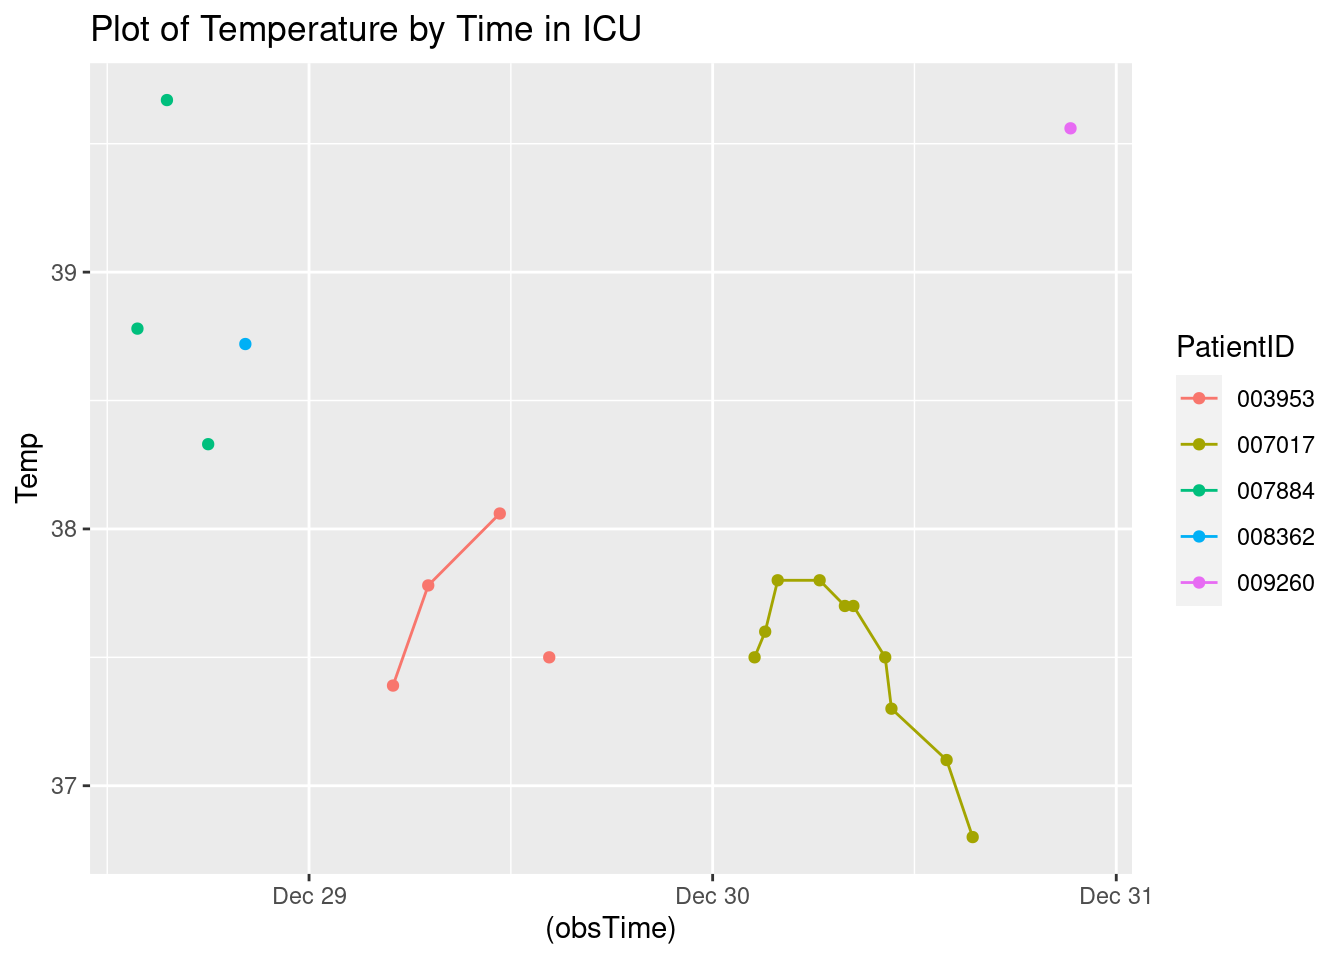 Plot of Temperature by Time in ICU
39
38
37
Temp
Dec 29
Dec 30
Dec 31
(obsTime)
PatientID
003953
007017
007884
008362
009260